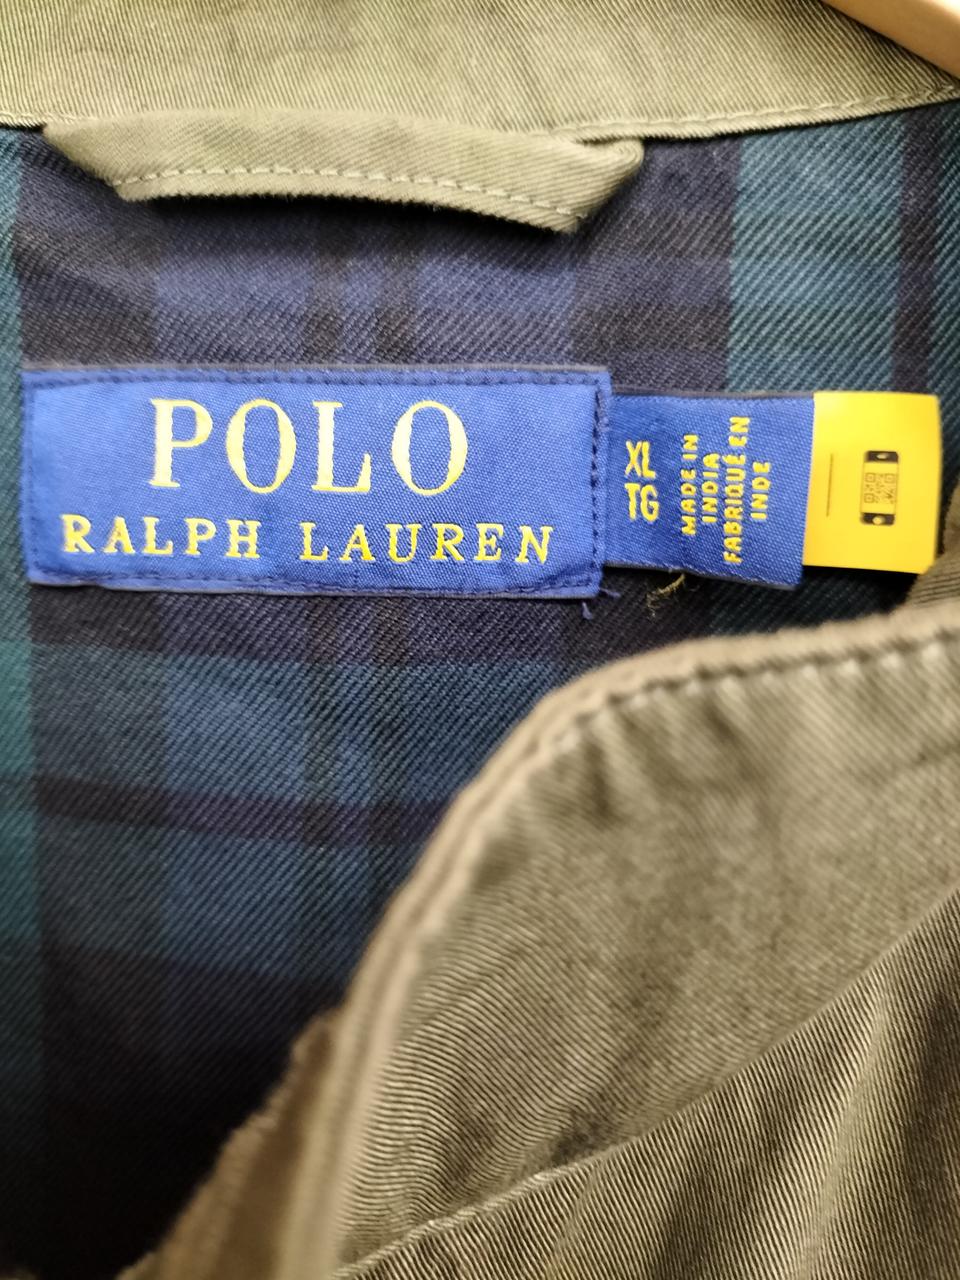 POLO
RALPH LAUREN
XL
TG
MADE IN
INDIA
FABRIQUÉ EN
INDE